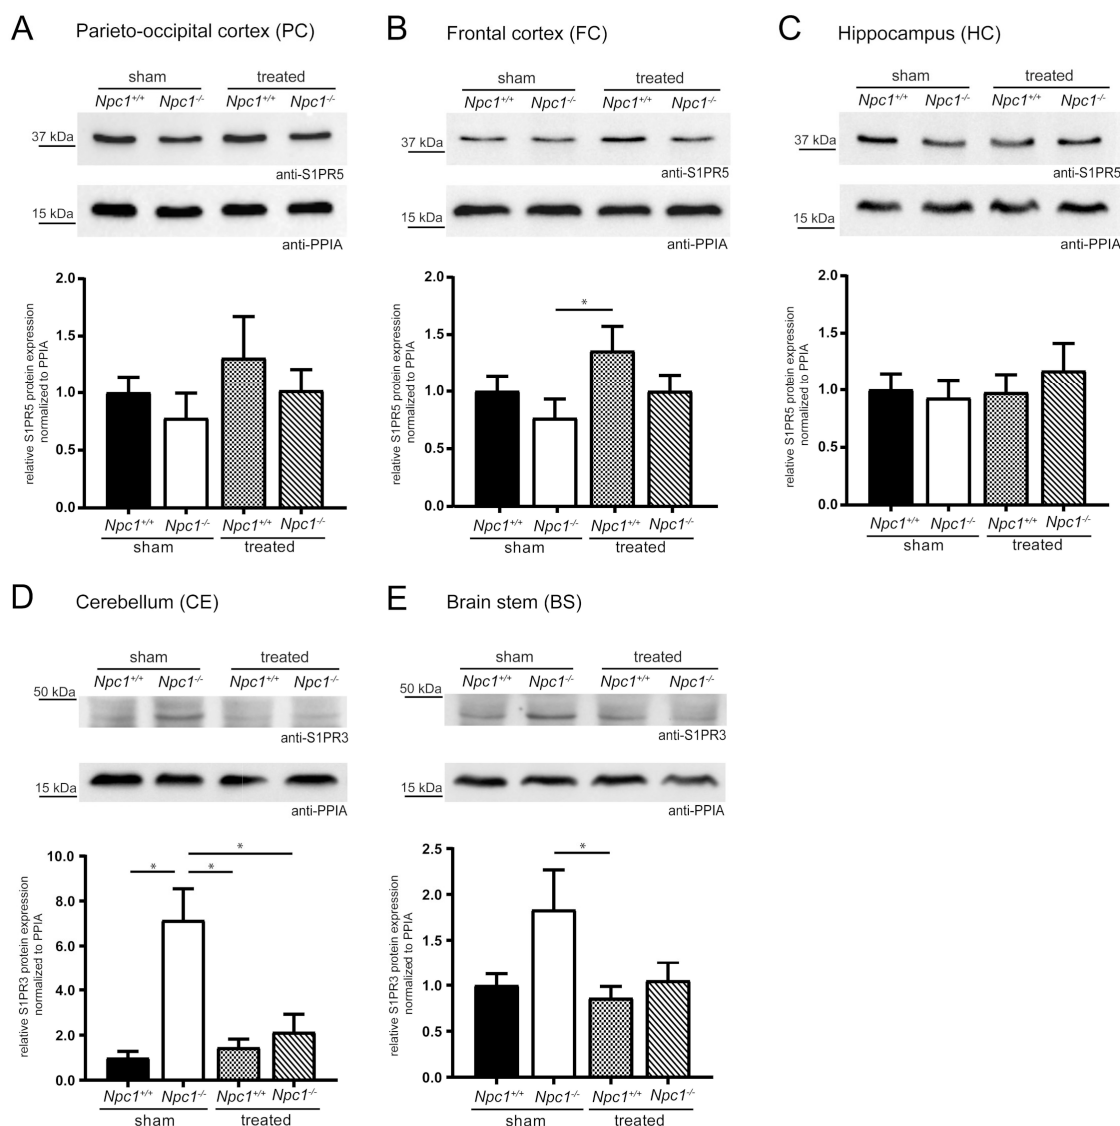 A Parieto-occipital cortex (PC)
sham treated
Npc1+/+ Npc1-/- Npc1+/+ Npc1-/-
37 kDa
anti-S1PR5
15 kDa
anti-PPIA
relative S1PR5 protein expression
normalized to PPIA
2.0
1.5
1.0
0.5
0.0
Npc1+/+ Npc1-/- Npc1+/+ Npc1-/-
sham treated
B Frontal cortex (FC)
sham treated
Npc1+/+ Npc1-/- Npc1+/+ Npc1-/-
37 kDa
anti-S1PR5
15 kDa
anti-PPIA
relative S1PR5 protein expression
normalized to PPIA
2.0
1.5
1.0
0.5
0.0
*
Npc1+/+ Npc1-/- Npc1+/+ Npc1-/-
sham treated
C Hippocampus (HC)
sham treated
Npc1+/+ Npc1-/- Npc1+/+ Npc1-/-
37 kDa
anti-S1PR5
15 kDa
anti-PPIA
relative S1PR5 protein expression
normalized to PPIA
2.0
1.5
1.0
0.5
0.0
Npc1+/+ Npc1-/- Npc1+/+ Npc1-/-
sham treated
D Cerebellum (CE)
sham treated
Npc1+/+ Npc1-/- Npc1+/+ Npc1-/-
50 kDa
anti-S1PR3
15 kDa
anti-PPIA
relative S1PR3 protein expression
normalized to PPIA
10.0
8.0
6.0
4.0
2.0
0.0
*
* *
Npc1+/+ Npc1-/- Npc1+/+ Npc1-/-
sham treated
E Brain stem (BS)
sham treated
Npc1+/+ Npc1-/- Npc1+/+ Npc1-/-
50 kDa
anti-S1PR3
15 kDa
anti-PPIA
relative S1PR3 protein expression
normalized to PPIA
2.5
2.0
1.5
1.0
0.5
0.0
*
Npc1+/+ Npc1-/- Npc1+/+ Npc1-/-
sham treated